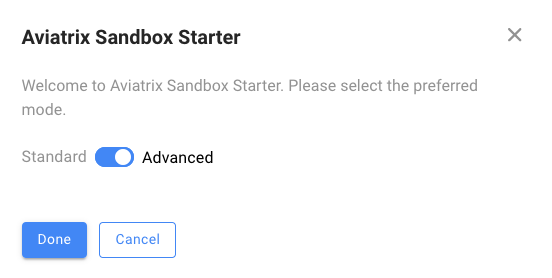 Aviatrix Sandbox Starter
Welcome to Aviatrix Sandbox Starter. Please select the preferred
mode.
Standard Advanced
Done Cancel